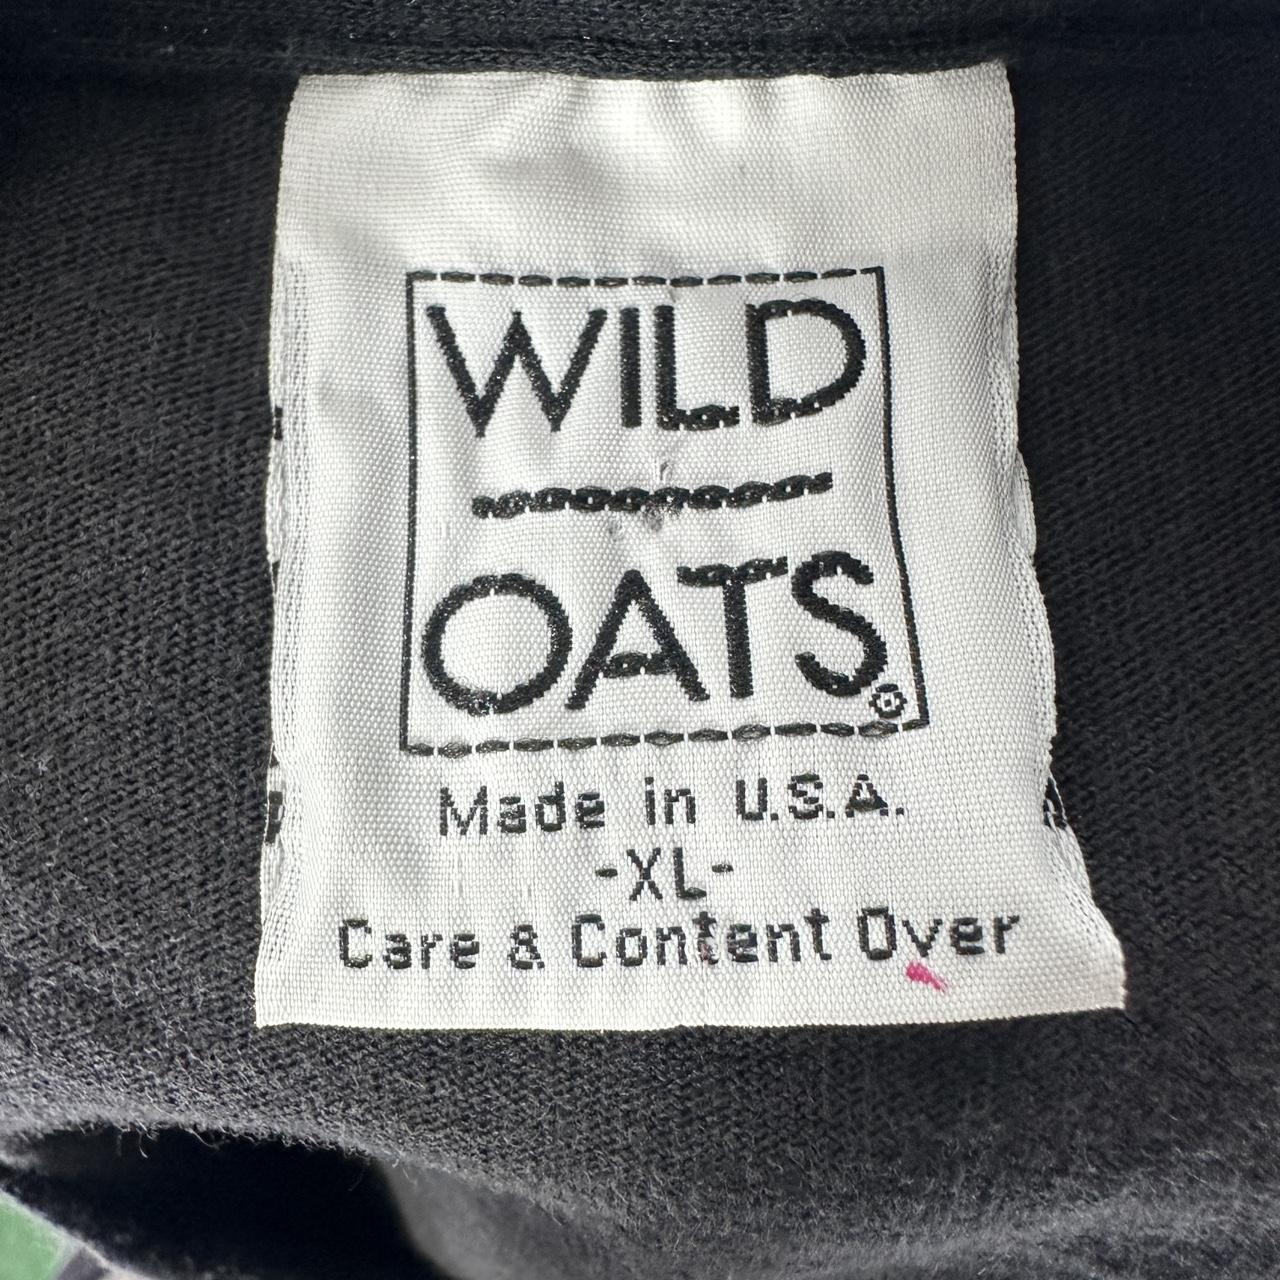 WILD
OATS®
Made in U.S.A.
-XL-
Care & Content Over